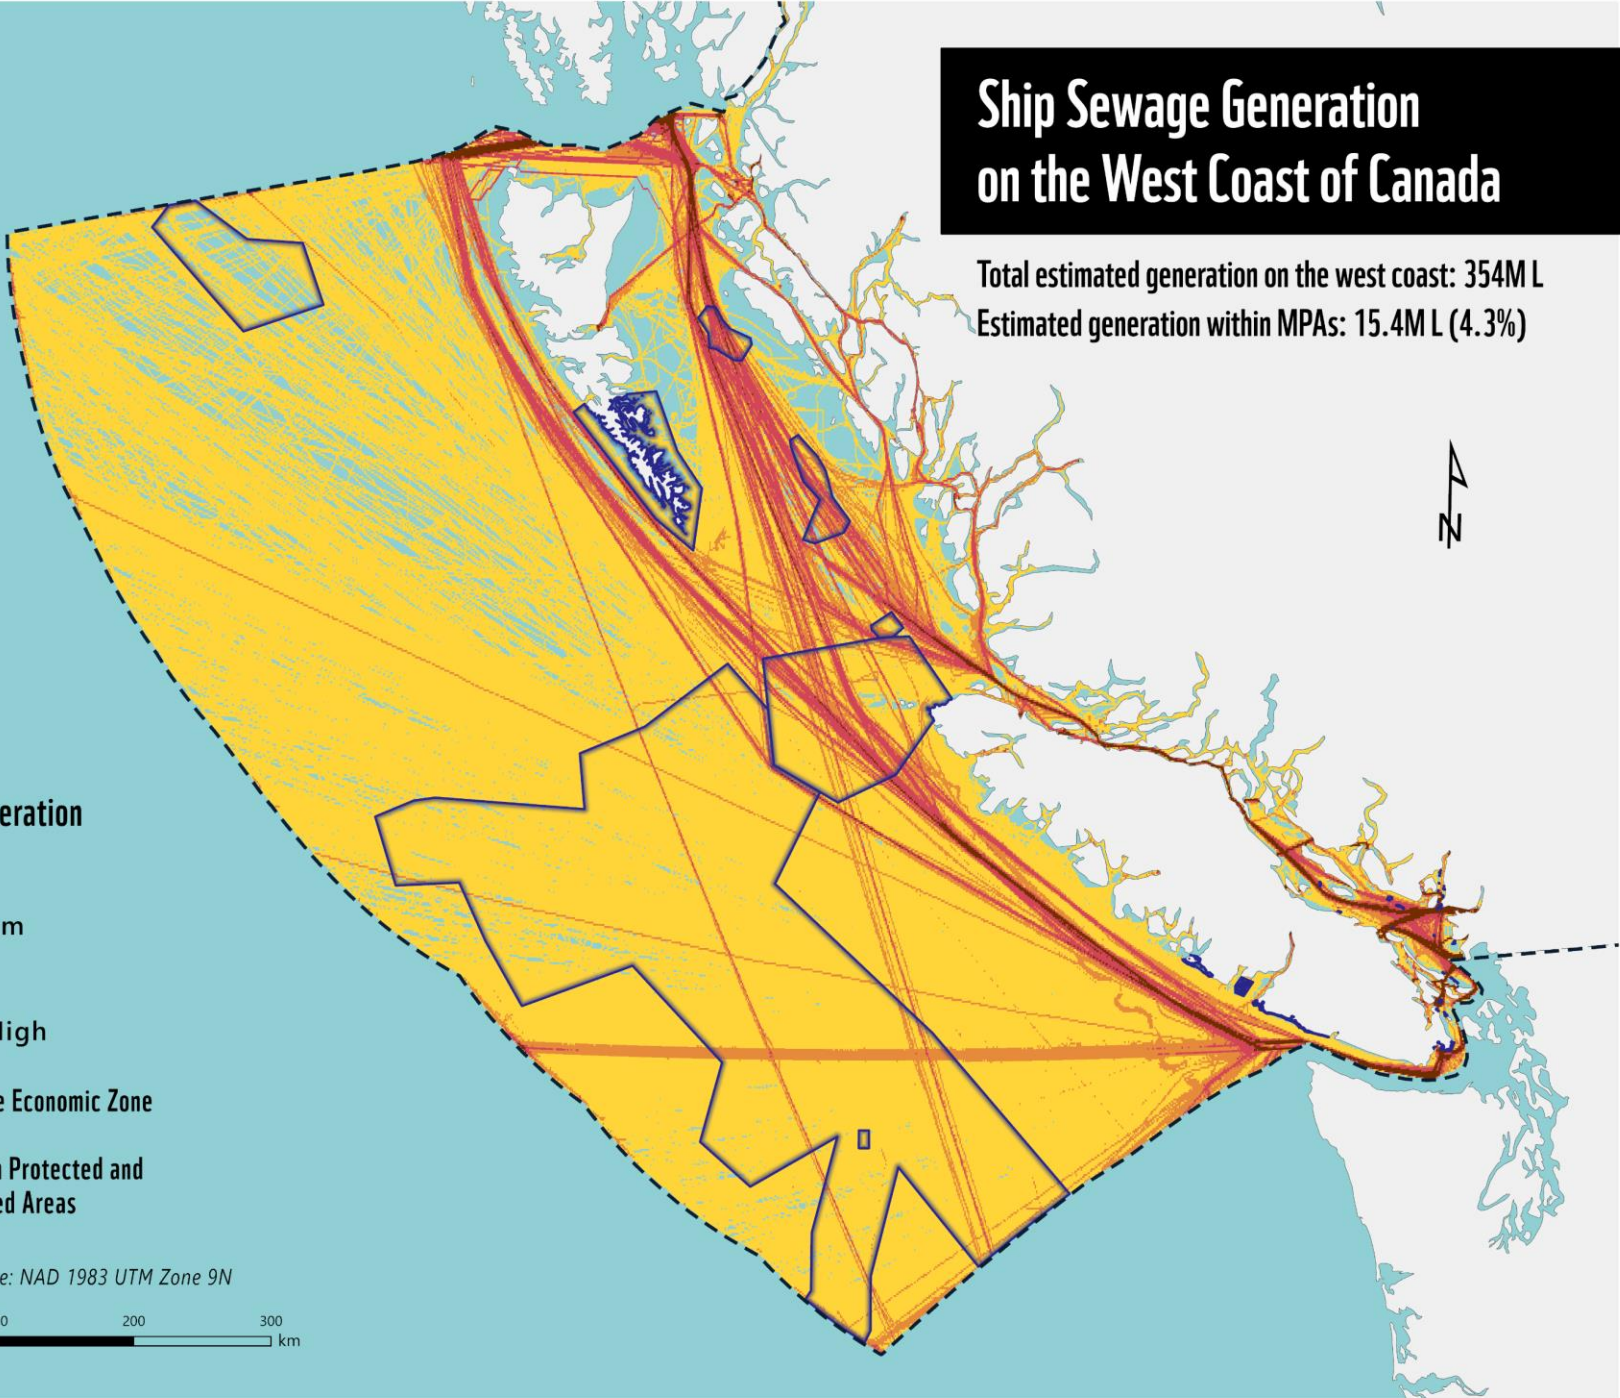 Ship Sewage Generation
on the West Coast of Canada
Total estimated generation on the west coast: 354M L
Estimated generation within MPAs: 15.4M L (4.3%)
N
eration
m
High
e Economic Zone
Protected and
ed Areas
e: NAD 1983 UTM Zone 9N
0 200 300
km